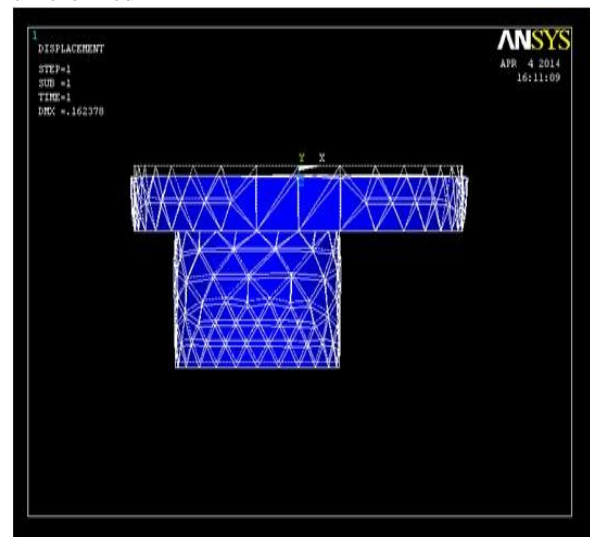 1
DISPLACEMENT
STEP=1
SUB =1
TIME=1
DMX =.162378
ANSYS
APR 4 2014
16:11:09
Y X